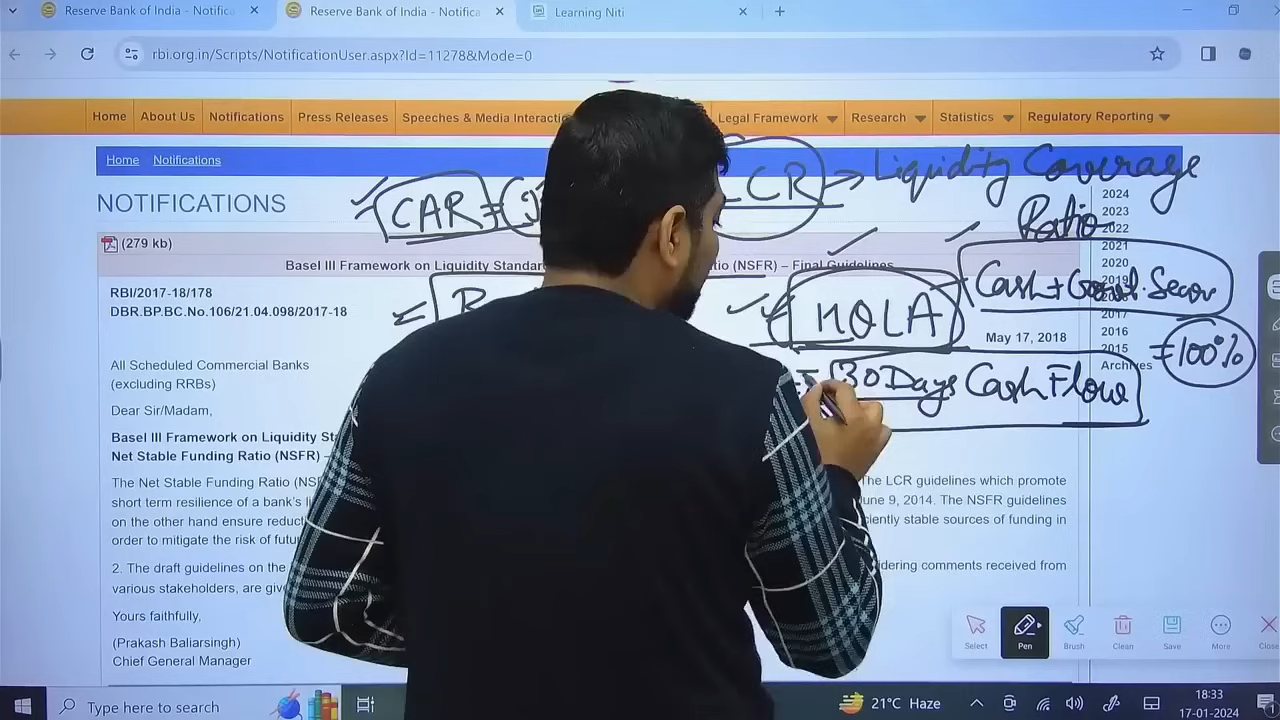 Reserve Bank of India - Notifica
Reserve Bank of India - Notifica
Learning Niti
rbi.org.in/Scripts/NotificationUser.aspx?Id=11278&Mode=0
Home
About Us
Notifications
Press Releases
Speeches & Media Interactio
Legal Framework
Research
Statistics
Regulatory Reporting
Home Notifications
LCR → Liquidity Coverage
Ratio
CAR =
NOTIFICATIONS
2024
2023
2022
2021
2020
2019
2017
2016
2015
Archives
(279 kb)
Basel III Framework on Liquidity Standar
tio (NSFR) – Final Guidelines
RBI/2017-18/178
DBR.BP.BC.No.106/21.04.098/2017-18
HQLA
Cash + Govt. Secur
May 17, 2018
= 100%
30 Days Cash Flow
All Scheduled Commercial Banks
(excluding RRBs)
Dear Sir/Madam,
Basel III Framework on Liquidity St
Net Stable Funding Ratio (NSFR) –
The Net Stable Funding Ratio (NSF
The LCR guidelines which promote
short term resilience of a bank's li
une 9, 2014. The NSFR guidelines
on the other hand ensure reduct
ciently stable sources of funding in
order to mitigate the risk of futu
2. The draft guidelines on the
dering comments received from
various stakeholders, are giv
Yours faithfully,
(Prakash Baliarsingh)
Chief General Manager
Select
Pen
Brush
Clean
Save
More
Close
Type here to search
21°C Haze
18:33
17-01-2024